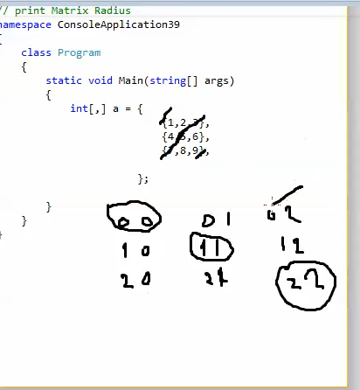 // print Matrix Radius
namespace ConsoleApplication39
{
class Program
{
static void Main(string[] args)
{
int[,] a = {
{1,2,3},
{4,5,6},
{7,8,9},
};
}
}
}
00 01 02
10 11 12
20 21 22